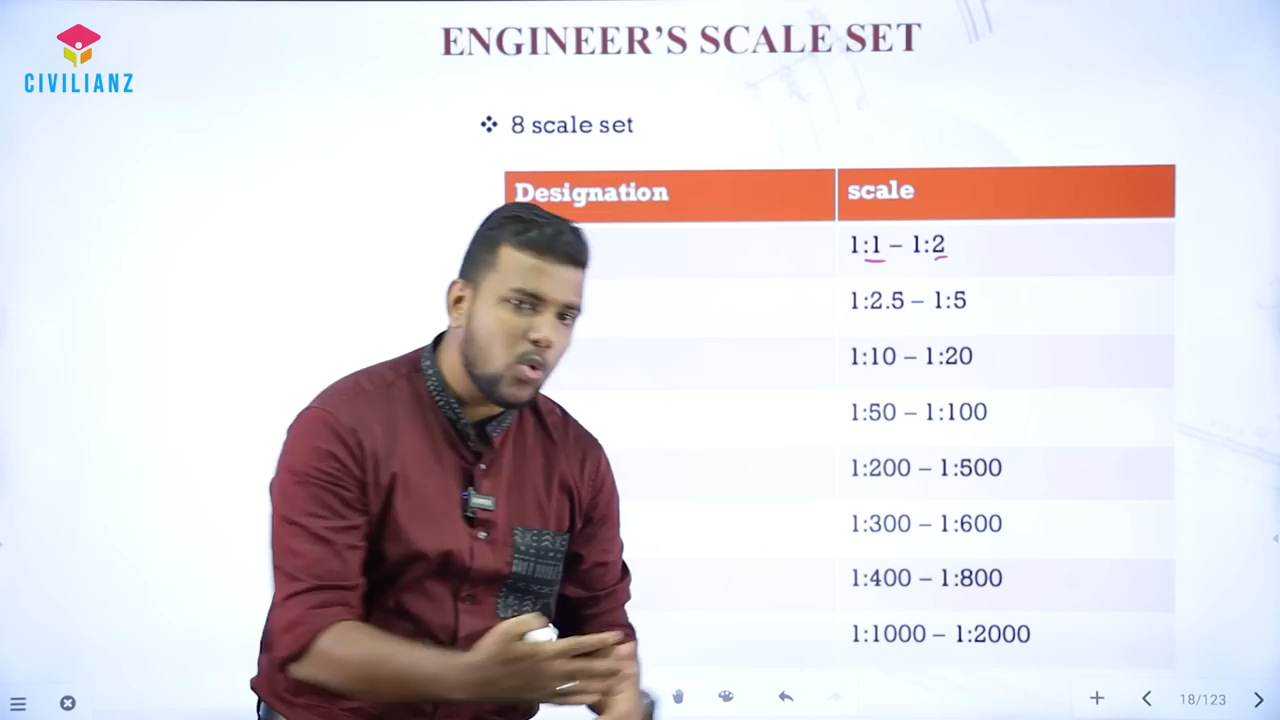 CIVILIANZ
ENGINEER'S SCALE SET
❖ 8 scale set
Designation scale
1:1 – 1:2
1:2.5 – 1:5
1:10 – 1:20
1:50 – 1:100
1:200 – 1:500
1:300 – 1:600
1:400 – 1:800
1:1000 – 1:2000
18/123